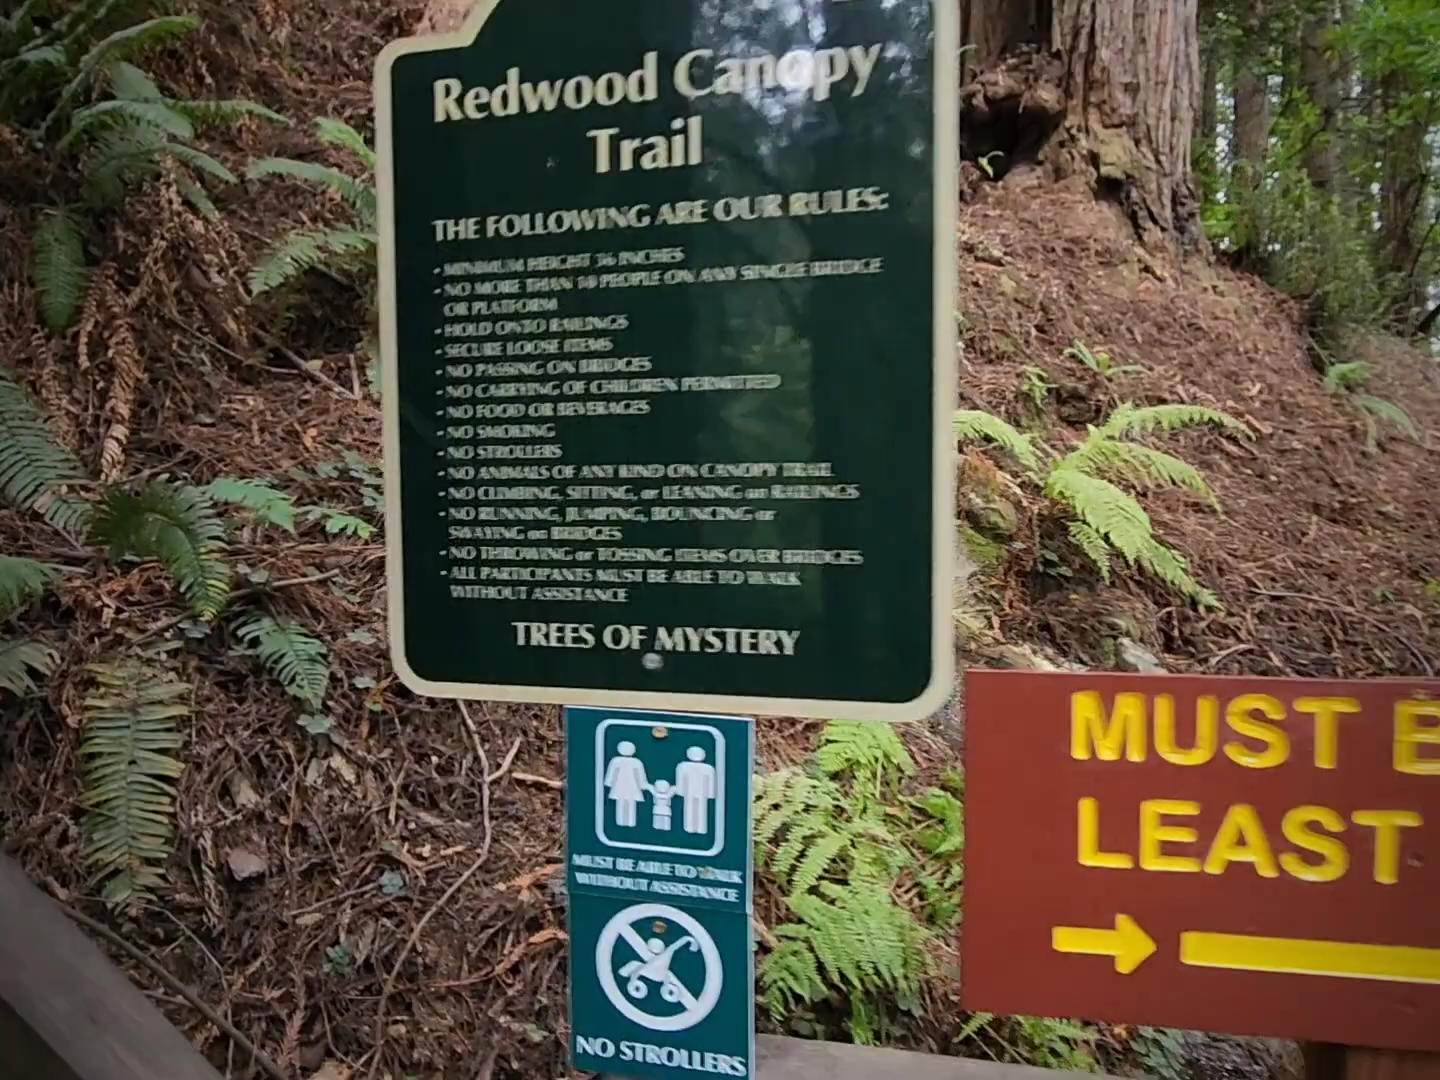 Redwood Canopy
Trail
THE FOLLOWING ARE OUR RULES:
• MINIMUM HEIGHT 36 INCHES
• NO MORE THAN 10 PEOPLE ON ANY SINGLE BRIDGE
OR PLATFORM
• HOLD ONTO RAILINGS
• SECURE LOOSE ITEMS
• NO PASSING ON BRIDGES
• NO CARRYING OF CHILDREN PERMITTED
• NO FOOD OR BEVERAGES
• NO SMOKING
• NO STROLLERS
• NO ANIMALS OF ANY KIND ON CANOPY TRAIL
• NO CLIMBING, SITTING, or LEANING on RAILINGS
• NO RUNNING, JUMPING, BOUNCING or
SWAYING on BRIDGES
• NO THROWING or TOSSING ITEMS OVER BRIDGES
• ALL PARTICIPANTS MUST BE ABLE TO WALK
WITHOUT ASSISTANCE
TREES OF MYSTERY
MUST BE ABLE TO WALK
WITHOUT ASSISTANCE
NO STROLLERS
MUST B
LEAST